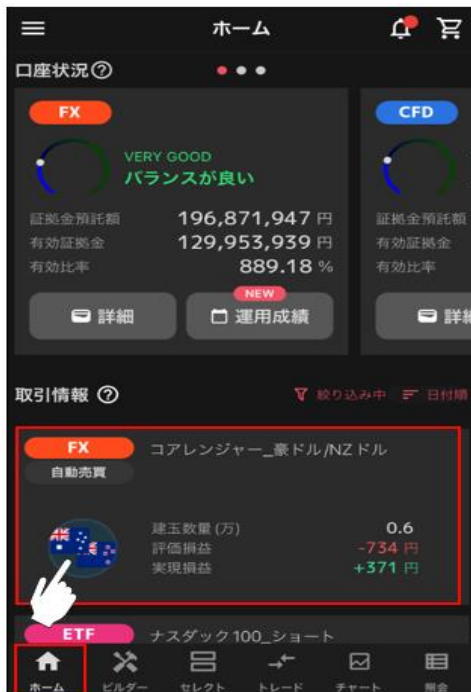 ホーム
口座状況?
FX
CFD
VERY GOOD
バランスが良い
証拠金預託額 196,871,947 円
証拠金預託額
有効証拠金 129,953,939 円
有効証拠金
有効比率 889.18 %
有効比率
NEW
詳細
運用成績
詳細
取引情報 ?
絞り込み中
日付順
FX
コアレンジャー_豪ドル/NZドル
自動売買
建玉数量(万) 0.6
評価損益 -734 円
実現損益 +371 円
ETF
ナスダック100_ショート
ホーム
ビルダー
セレクト
トレード
チャート
照会